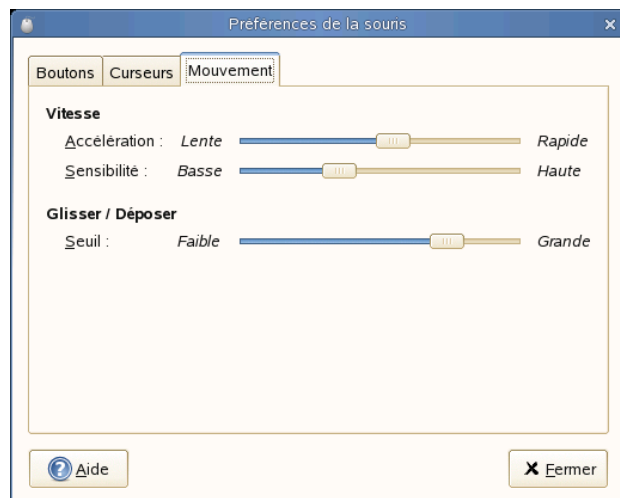 Préférences de la souris
Boutons Curseurs Mouvement
Vitesse
Accélération : Lente Rapide
Sensibilité : Basse Haute
Glisser / Déposer
Seuil : Faible Grande
Aide Fermer